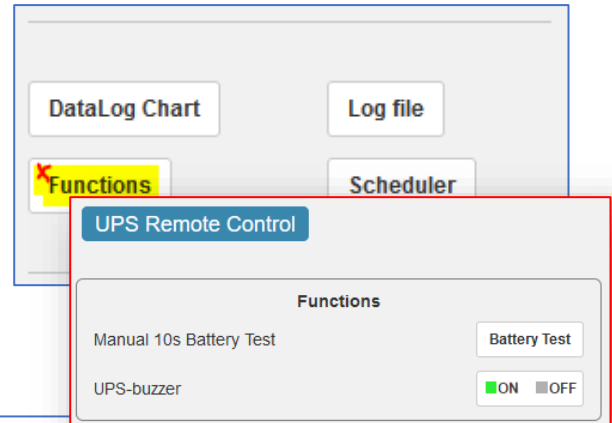 DataLog Chart Log file
Functions Scheduler
UPS Remote Control
Functions
Manual 10s Battery Test Battery Test
UPS-buzzer ON OFF